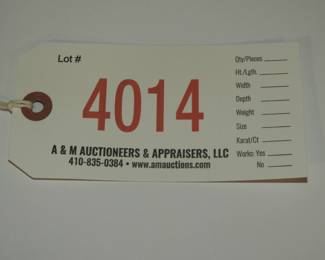 Lot #
4014
A & M AUCTIONEERS & APPRAISERS, LLC
410-835-0384 • www.amauctions.com
Qty/Pieces
Ht./Lgth.
Width
Depth
Weight
Size
Karat/Ct
Works- Yes
No